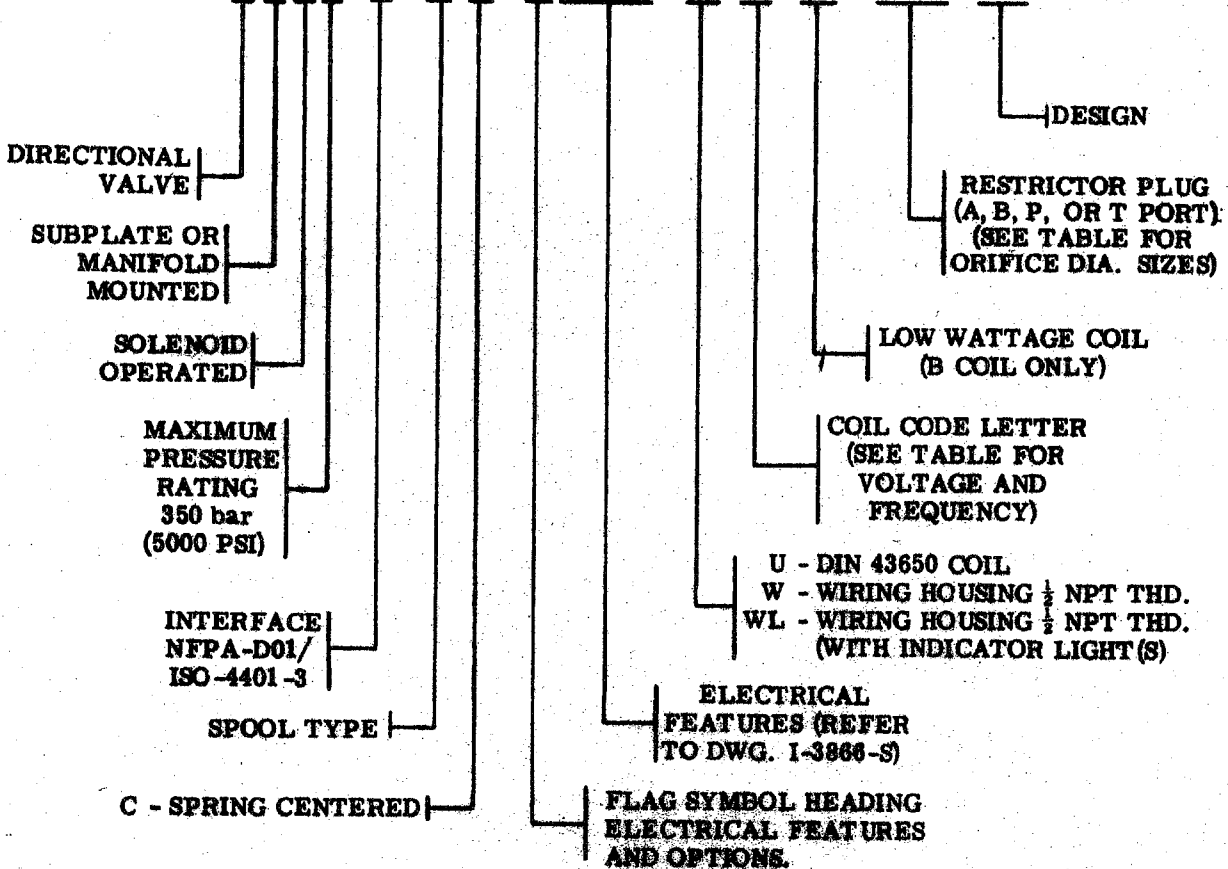 DIRECTIONAL
VALVE
SUBPLATE OR
MANIFOLD
MOUNTED
SOLENOID
OPERATED
MAXIMUM
PRESSURE
RATING
350 bar
(5000 PSI)
INTERFACE
NFPA-D01/
ISO-4401-3
SPOOL TYPE
C - SPRING CENTERED
DESIGN
RESTRICTOR PLUG
(A, B, P, OR T PORT).
(SEE TABLE FOR
ORIFICE DIA. SIZES)
LOW WATTAGE COIL
(B COIL ONLY)
COIL CODE LETTER
(SEE TABLE FOR
VOLTAGE AND
FREQUENCY)
U - DIN 43650 COIL
W - WIRING HOUSING ½ NPT THD.
WL - WIRING HOUSING ½ NPT THD.
(WITH INDICATOR LIGHT(S)
ELECTRICAL
FEATURES (REFER
TO DWG. I-3866-S)
FLAG SYMBOL HEADING
ELECTRICAL FEATURES
AND OPTIONS.